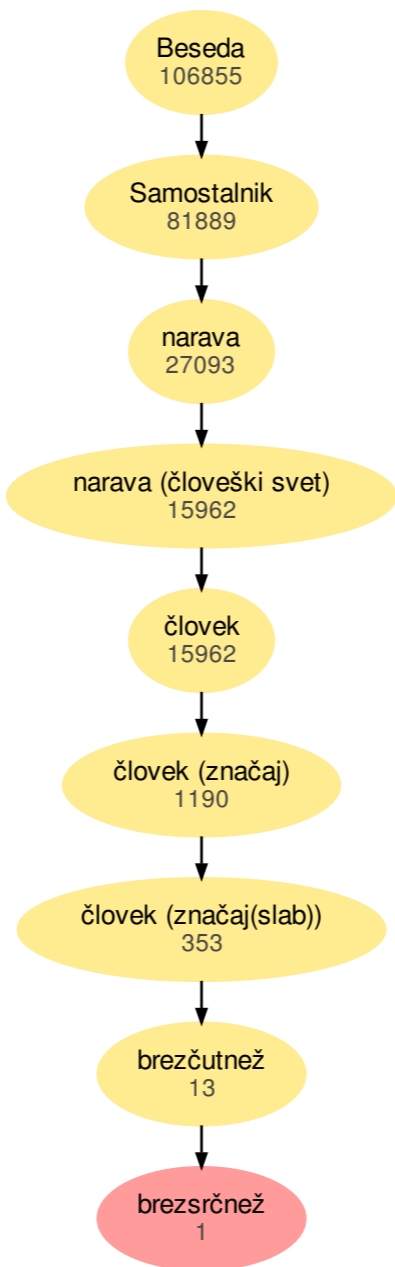 Beseda
106855
Samostalnik
81889
narava
27093
narava (človeški svet)
15962
človek
15962
človek (značaj)
1190
človek (značaj(slab))
353
brezčutnež
13
brezsrčnež
1